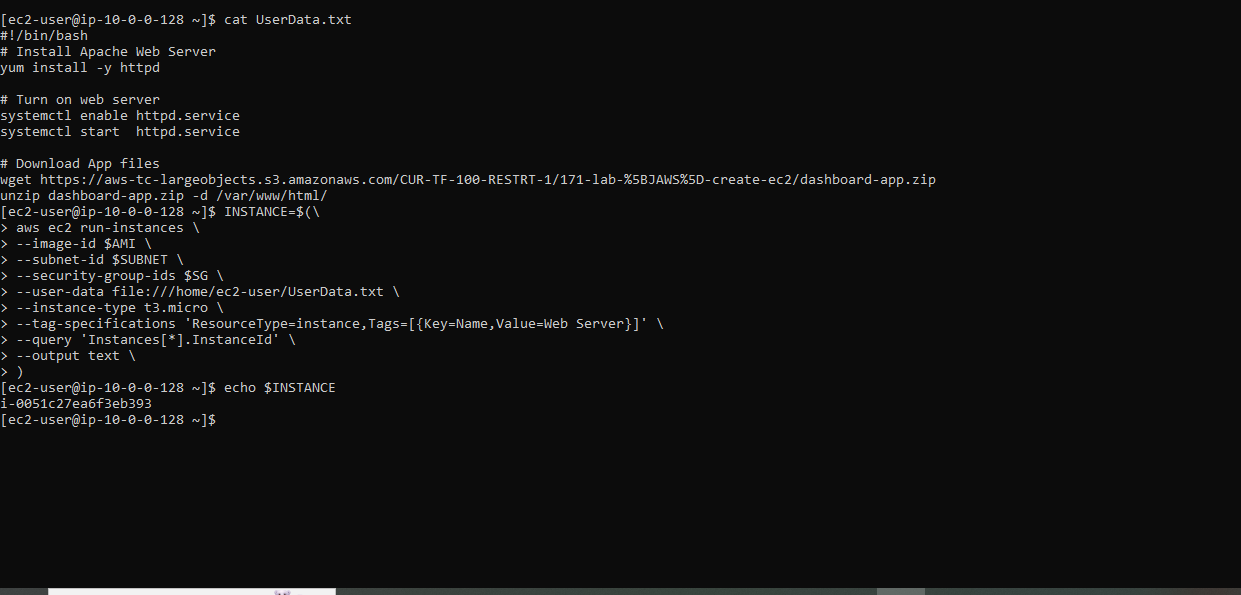 [ec2-user@ip-10-0-0-128 ~]$ cat UserData.txt
#!/bin/bash
# Install Apache Web Server
yum install -y httpd

# Turn on web server
systemctl enable httpd.service
systemctl start  httpd.service

# Download App files
wget https://aws-tc-largeobjects.s3.amazonaws.com/CUR-TF-100-RESTRT-1/171-lab-%5BJAWS%5D-create-ec2/dashboard-app.zip
unzip dashboard-app.zip -d /var/www/html/
[ec2-user@ip-10-0-0-128 ~]$ INSTANCE=$(\
> aws ec2 run-instances \
> --image-id $AMI \
> --subnet-id $SUBNET \
> --security-group-ids $SG \
> --user-data file:///home/ec2-user/UserData.txt \
> --instance-type t3.micro \
> --tag-specifications 'ResourceType=instance,Tags=[{Key=Name,Value=Web Server}]' \
> --query 'Instances[*].InstanceId' \
> --output text \
> )
[ec2-user@ip-10-0-0-128 ~]$ echo $INSTANCE
i-0051c27ea6f3eb393
[ec2-user@ip-10-0-0-128 ~]$